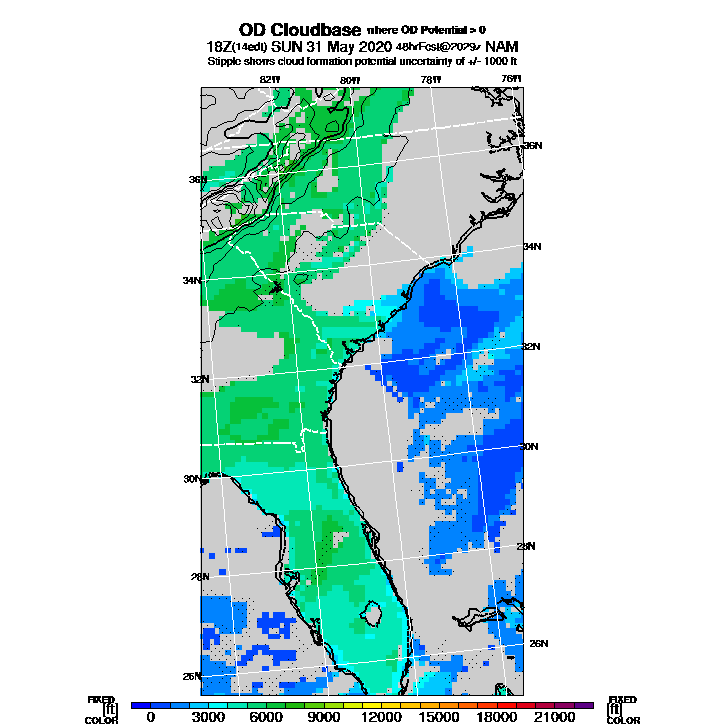 OD Cloudbase where OD Potential > 0
18Z(14edt) SUN 31 May 2020 48hrFcst@2029z NAM
Stipple shows cloud formation potential uncertainty of +/- 1000 ft
82W 80W 78W 76W
36N
36N
34N
34N
32N
32N
30N
30N
28N
28N
26N
26N
FIXED FIXED
[ft] [ft]
COLOR COLOR
0 3000 6000 9000 12000 15000 18000 21000